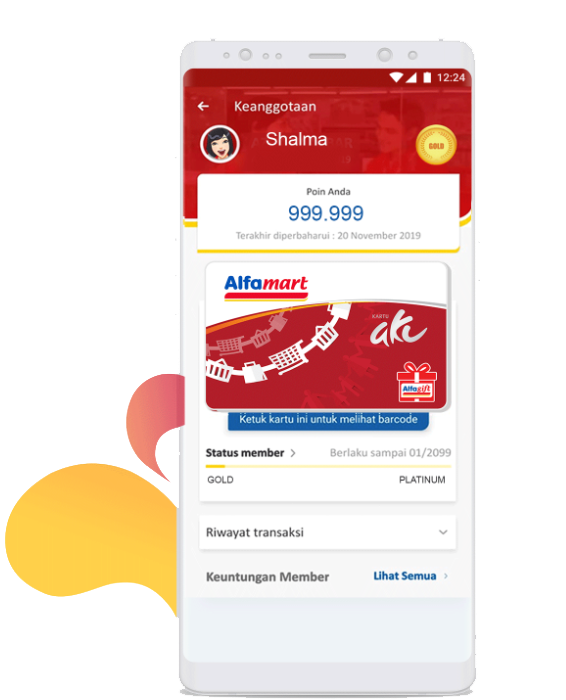 12:24
Keanggotaan
Shalma
GOLD
Poin Anda
999.999
Terakhir diperbaharui : 20 November 2019
Alfamart
KARTU
aku
Alfagift
Ketuk kartu ini untuk melihat barcode
Status member >
Berlaku sampai 01/2099
GOLD
PLATINUM
Riwayat transaksi
Keuntungan Member
Lihat Semua >